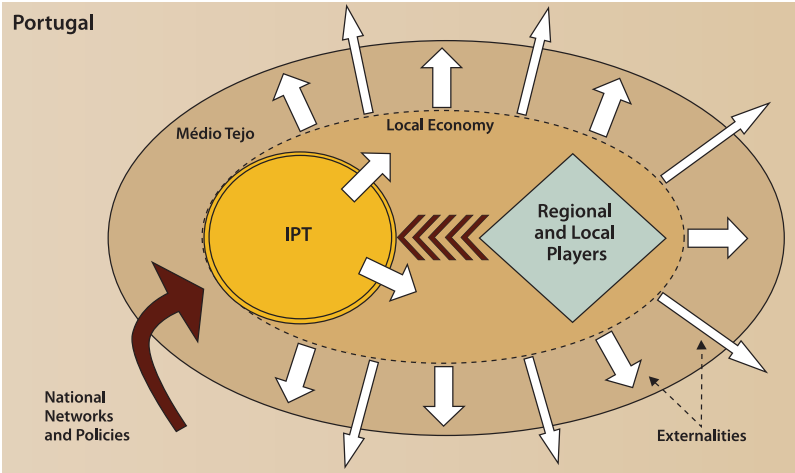 Portugal
Médio Tejo
Local Economy
IPT
Regional
and Local
Players
National
Networks
and Policies
Externalities